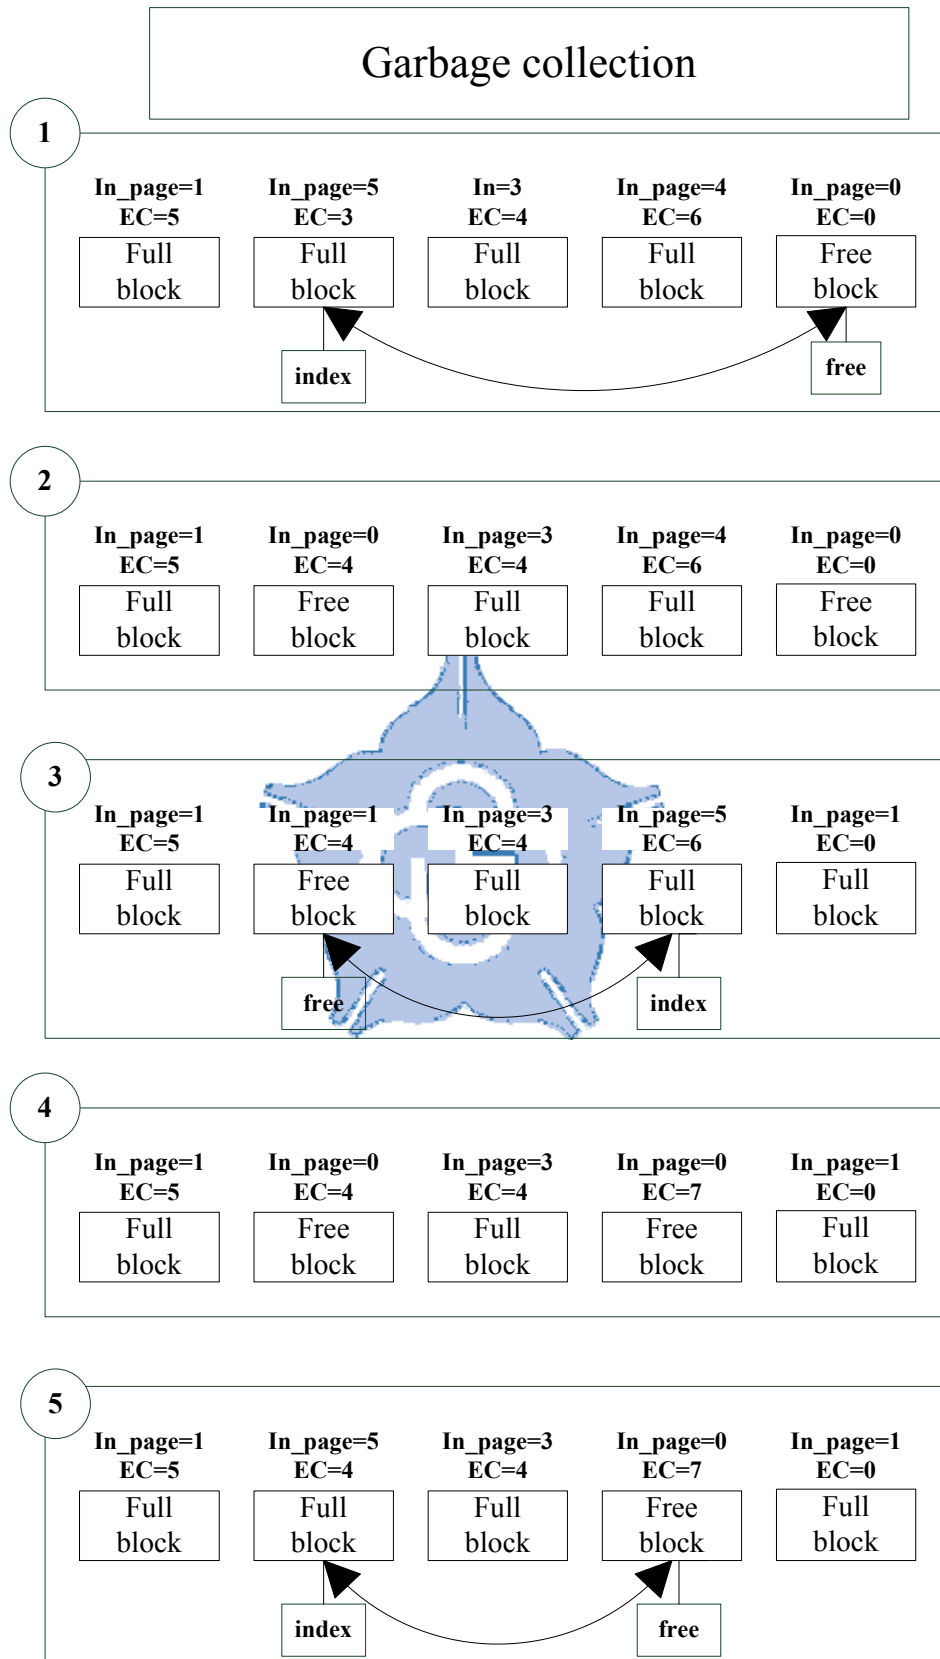 Garbage collection
1
In_page=1 In_page=5 In=3 In_page=4 In_page=0
EC=5 EC=3 EC=4 EC=6 EC=0
Full Full Full Full Free
block block block block block
index free
2
In_page=1 In_page=0 In_page=3 In_page=4 In_page=0
EC=5 EC=4 EC=4 EC=6 EC=0
Full Free Full Full Free
block block block block block
3
In_page=1 In_page=1 In_page=3 In_page=5 In_page=1
EC=5 EC=4 EC=4 EC=6 EC=0
Full Free Full Full Full
block block block block block
free index
4
In_page=1 In_page=0 In_page=3 In_page=0 In_page=1
EC=5 EC=4 EC=4 EC=7 EC=0
Full Free Full Free Full
block block block block block
5
In_page=1 In_page=5 In_page=3 In_page=0 In_page=1
EC=5 EC=4 EC=4 EC=7 EC=0
Full Full Full Free Full
block block block block block
index free